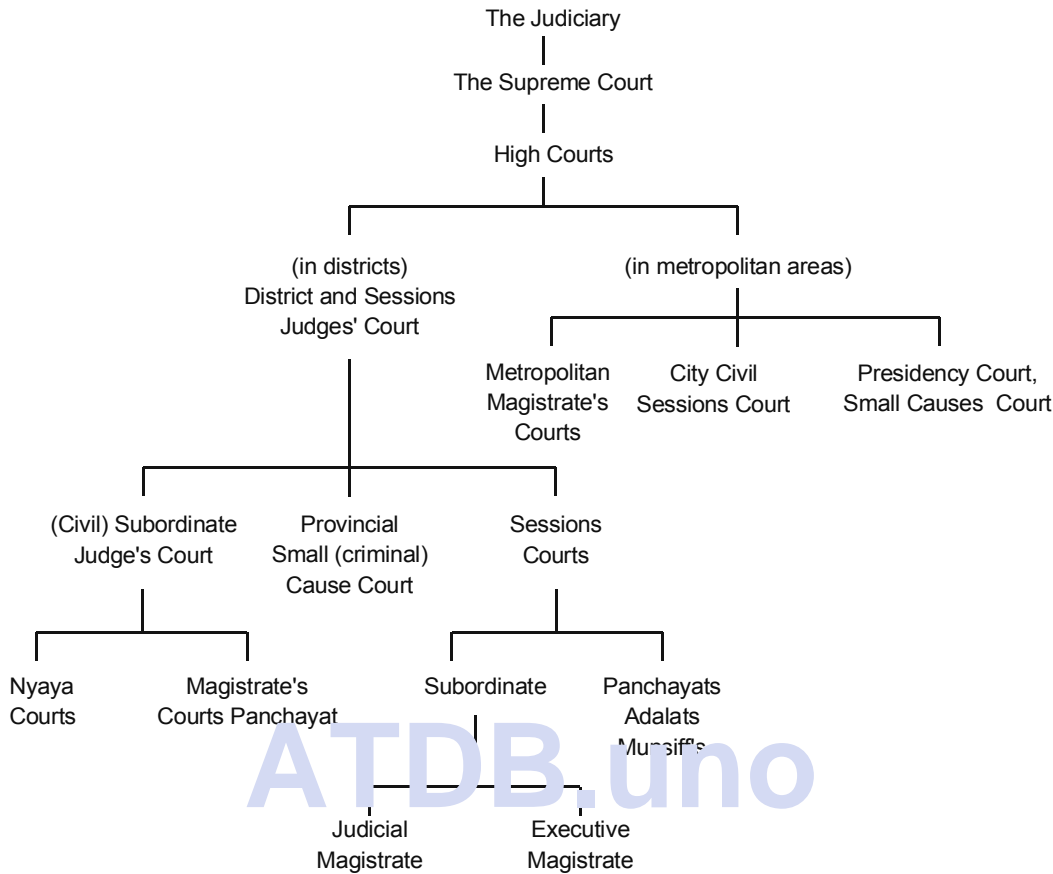 The Judiciary
The Supreme Court
High Courts
(in districts)
District and Sessions
Judges' Court
(in metropolitan areas)
Metropolitan
Magistrate's
Courts
City Civil
Sessions Court
Presidency Court,
Small Causes Court
(Civil) Subordinate
Judge's Court
Provincial
Small (criminal)
Cause Court
Sessions
Courts
Nyaya
Courts
Magistrate's
Courts Panchayat
Subordinate
Panchayats
Adalats
Munsiff's
ATDB.uno
Judicial
Magistrate
Executive
Magistrate